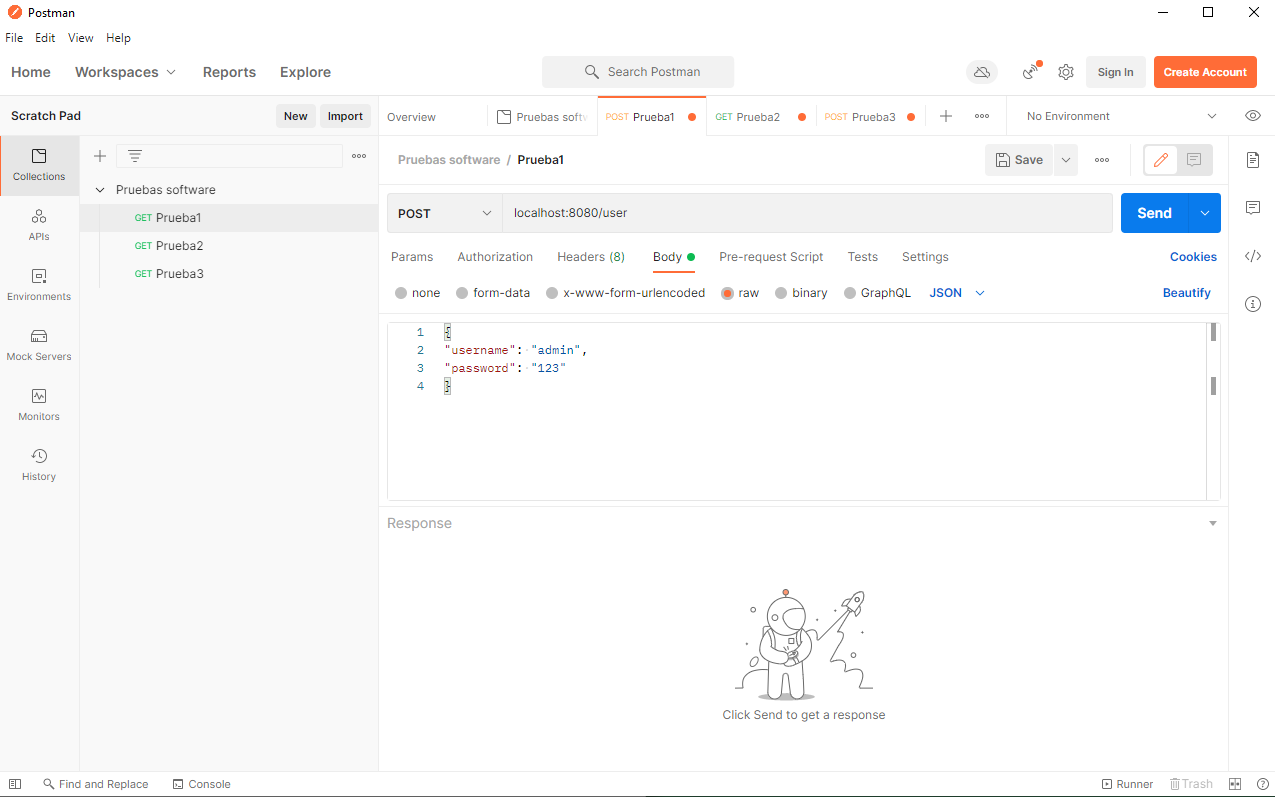 Postman
File Edit View Help
Home Workspaces Reports Explore Search Postman Sign In Create Account
Scratch Pad New Import Overview Pruebas softw POST Prueba1 GET Prueba2 POST Prueba3 No Environment
Pruebas software / Prueba1 Save
Collections
APIs
Environments
Mock Servers
Monitors
History
Pruebas software
GET Prueba1
GET Prueba2
GET Prueba3
POST localhost:8080/user Send
Params Authorization Headers (8) Body Pre-request Script Tests Settings Cookies
none form-data x-www-form-urlencoded raw binary GraphQL JSON Beautify
1 {
2 "username": "admin",
3 "password": "123"
4 }
Response
Click Send to get a response
Find and Replace Console Runner Trash